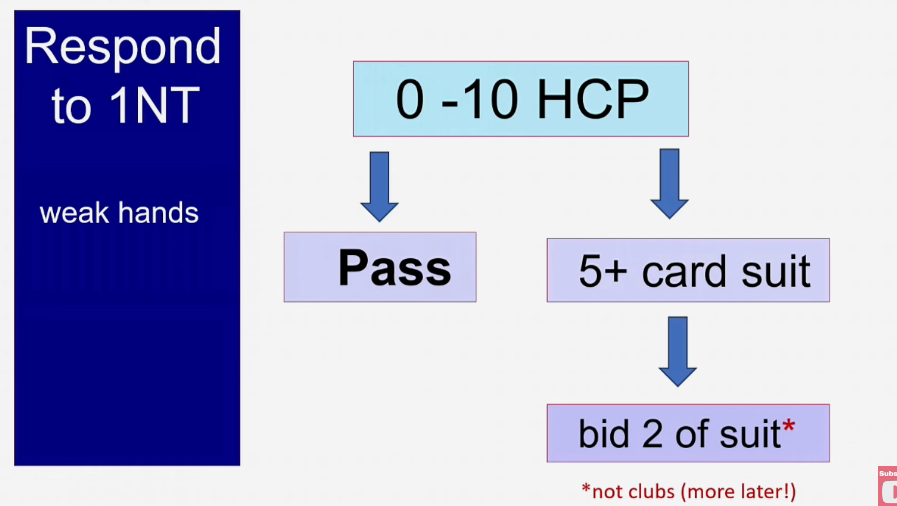 Respond
to 1NT
weak hands
0 -10 HCP
Pass
5+ card suit
bid 2 of suit*
*not clubs (more later!)
Subs